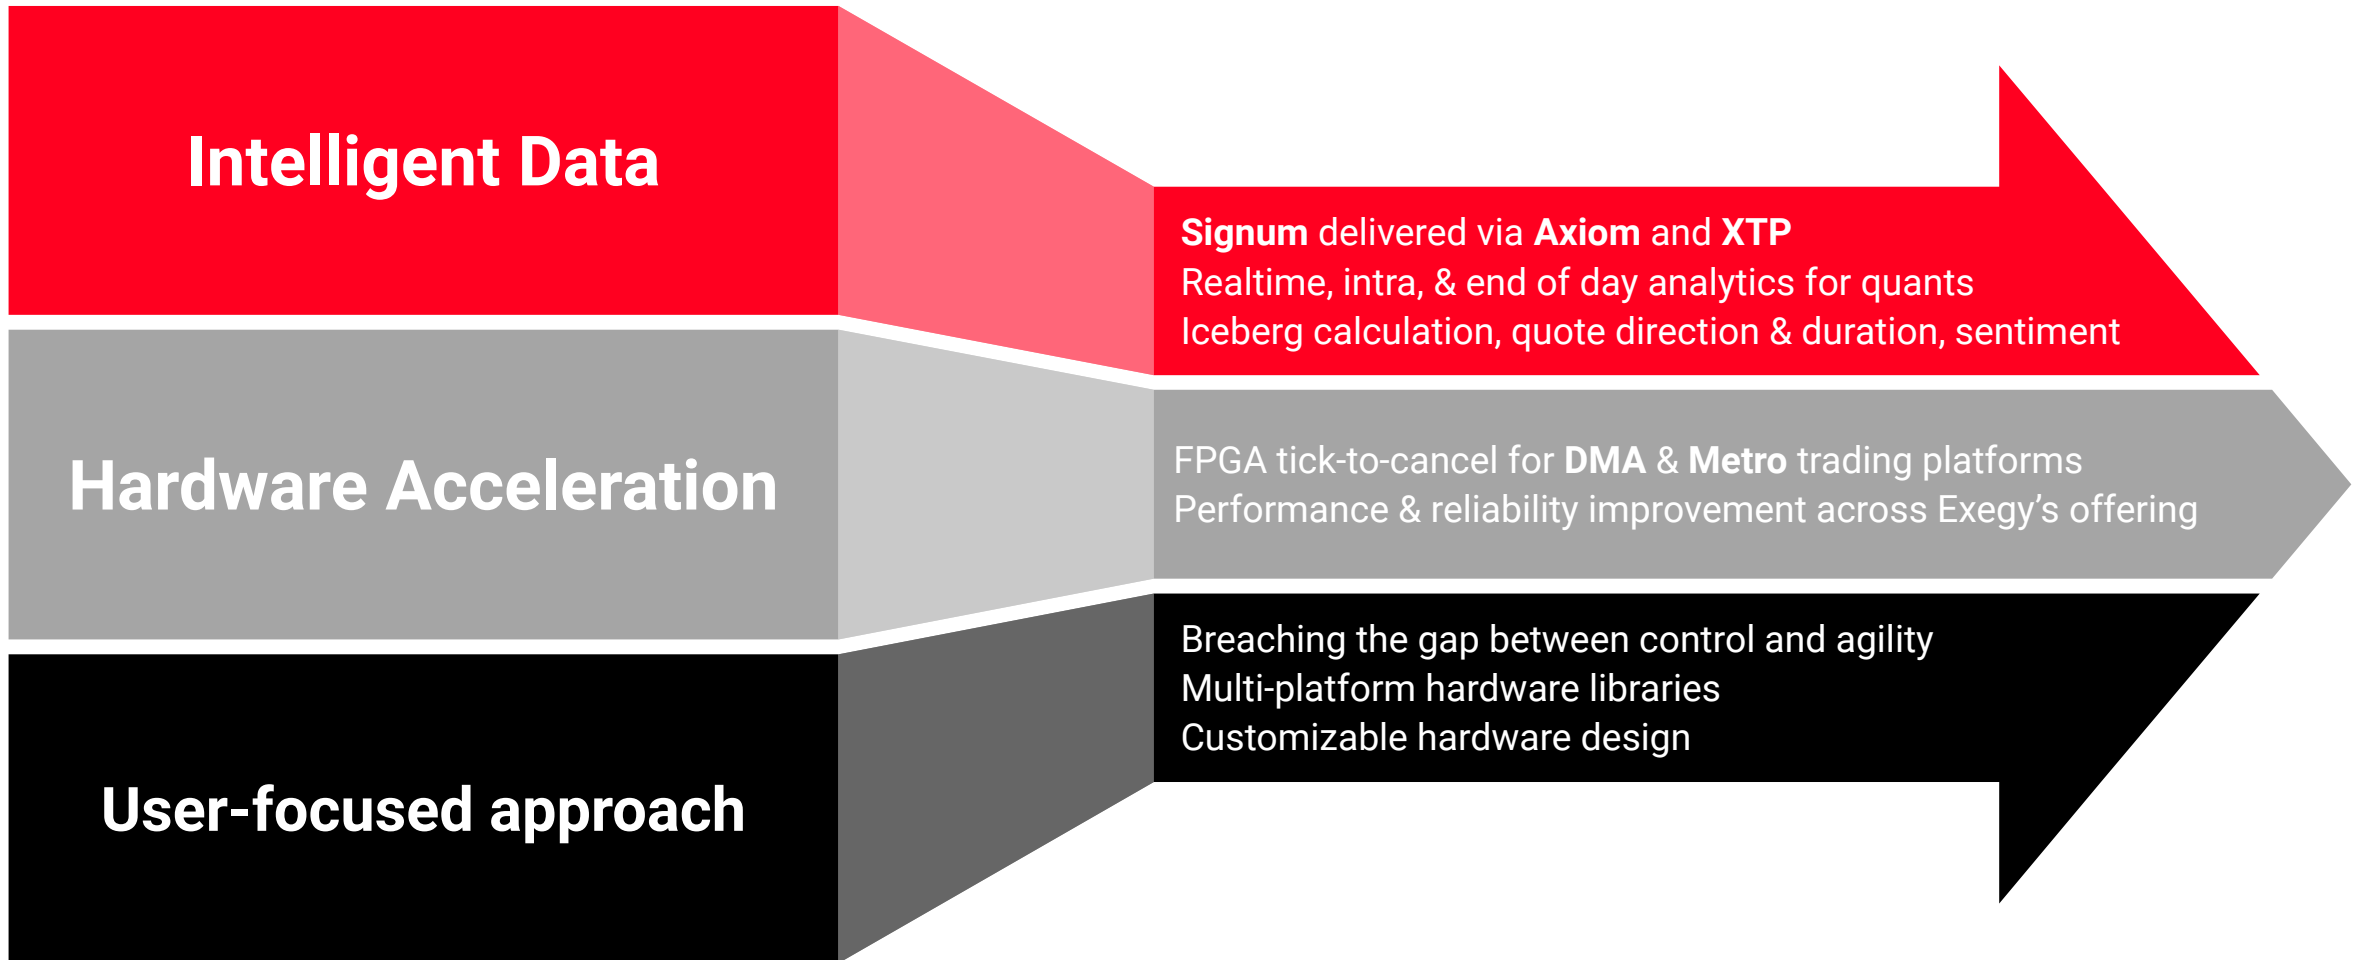 Intelligent Data
Signum delivered via Axiom and XTP
Realtime, intra, & end of day analytics for quants
Iceberg calculation, quote direction & duration, sentiment
Hardware Acceleration
FPGA tick-to-cancel for DMA & Metro trading platforms
Performance & reliability improvement across Exegy’s offering
User-focused approach
Breaching the gap between control and agility
Multi-platform hardware libraries
Customizable hardware design